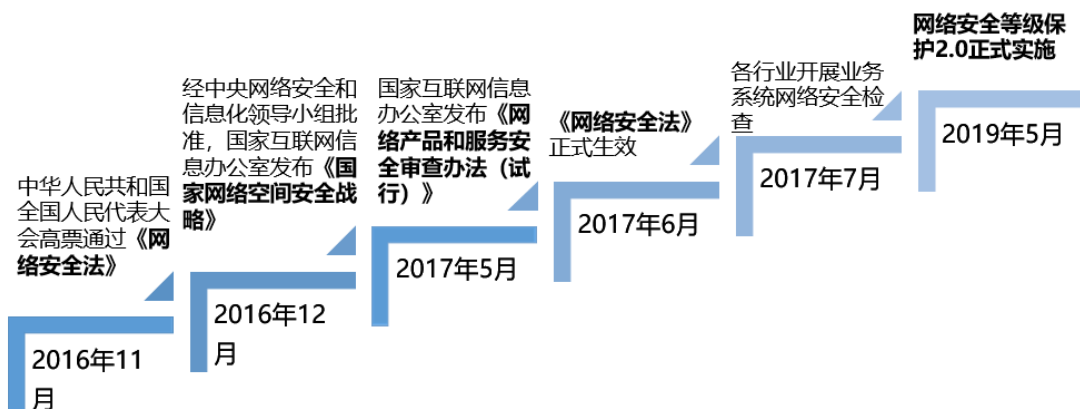 中华人民共和国
全国人民代表大
会高票通过《网
络安全法》
2016年11
月
经中央网络安全和
信息化领导小组批
准，国家互联网信
息办公室发布《国
家网络空间安全战
略》
2016年12
月
国家互联网信息
办公室发布《网
络产品和服务安
全审查办法（试
行）》
2017年5月
《网络安全法》
正式生效
2017年6月
各行业开展业务
系统网络安全检
查
2017年7月
网络安全等级保
护2.0正式实施
2019年5月